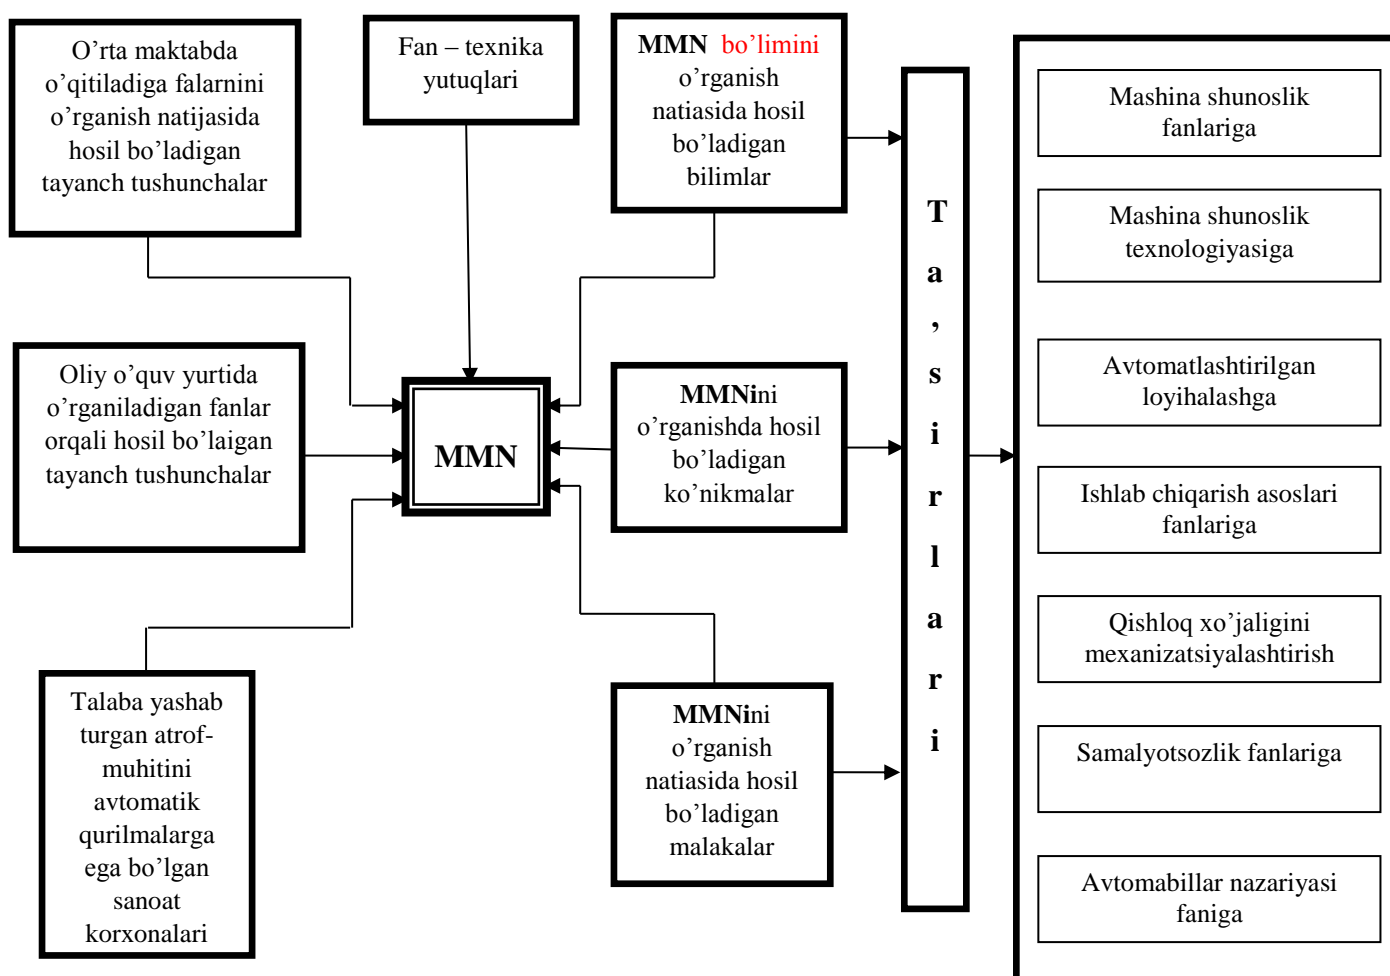 O’rta maktabda
o’qitiladiga falarnini
o’rganish natijasida
hosil bo’ladigan
tayanch tushunchalar
Fan – texnika
yutuqlari
MMN bo’limini
o’rganish
natiasida hosil
bo’ladigan
bilimlar
Oliy o’quv yurtida
o’rganiladigan fanlar
orqali hosil bo’laigan
tayanch tushunchalar
MMN
MMNini
o’rganishda hosil
bo’ladigan
ko’nikmalar
Talaba yashab
turgan atrof-
muhitini
avtomatik
qurilmalarga
ega bo’lgan
sanoat
korxonalari
MMNini
o’rganish
natiasida hosil
bo’ladigan
malakalar
T
a
’
s
i
r
l
a
r
i
Mashina shunoslik
fanlariga
Mashina shunoslik
texnologiyasiga
Avtomatlashtirilgan
loyihalashga
Ishlab chiqarish asoslari
fanlariga
Qishloq xo’jaligini
mexanizatsiyalashtirish
Samalyotsozlik fanlariga
Avtomabillar nazariyasi
faniga